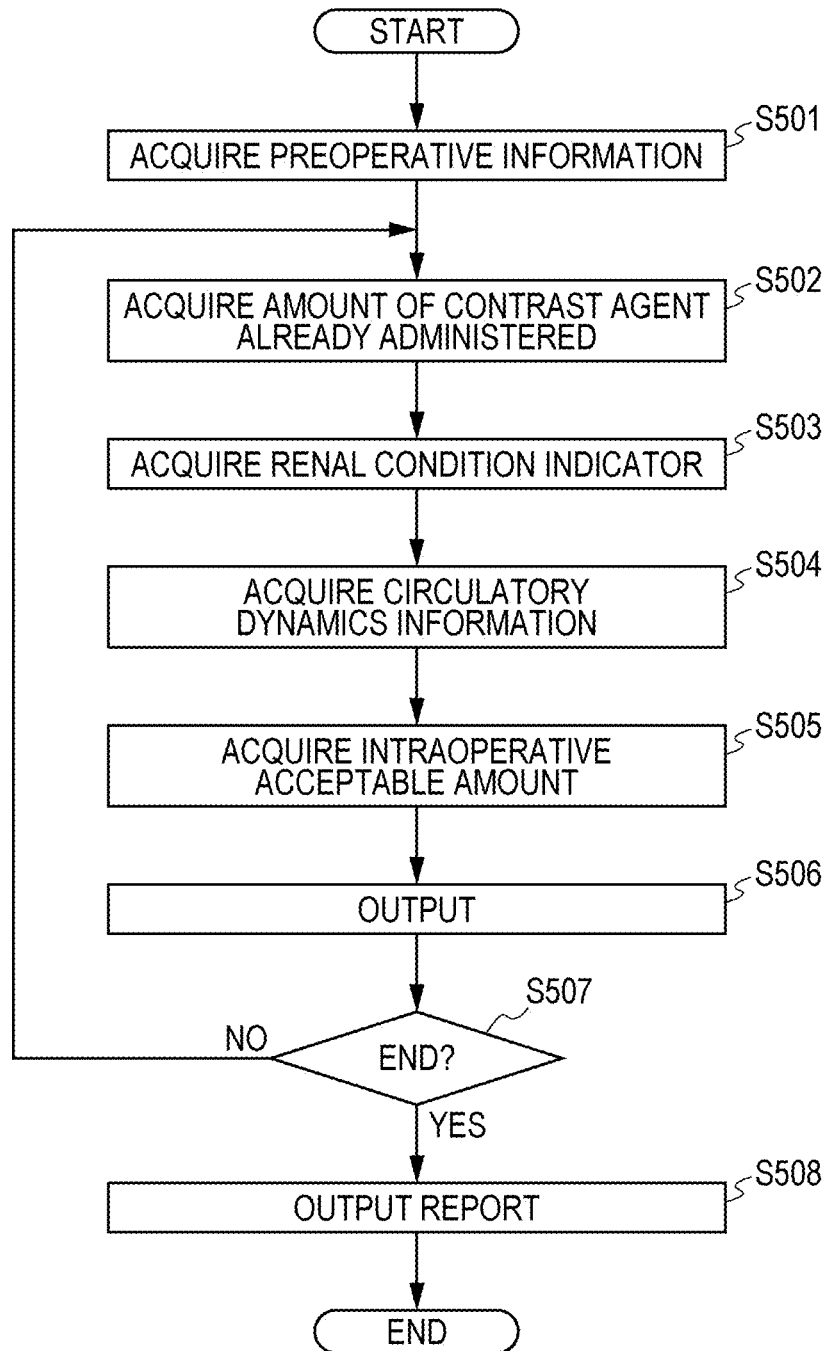 START
S501
ACQUIRE PREOPERATIVE INFORMATION
S502
ACQUIRE AMOUNT OF CONTRAST AGENT
ALREADY ADMINISTERED
S503
ACQUIRE RENAL CONDITION INDICATOR
S504
ACQUIRE CIRCULATORY
DYNAMICS INFORMATION
S505
ACQUIRE INTRAOPERATIVE
ACCEPTABLE AMOUNT
S506
OUTPUT
S507
NO
END?
YES
S508
OUTPUT REPORT
END